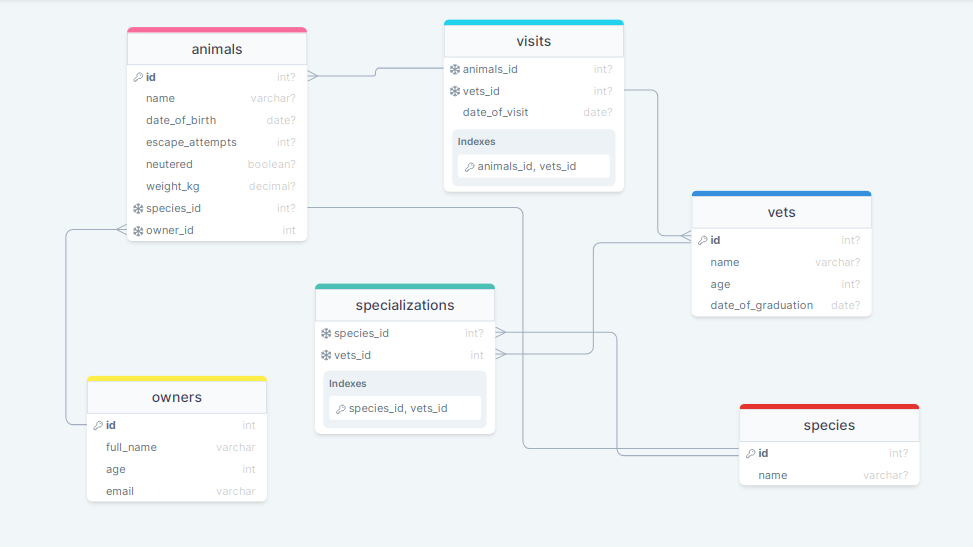 animals
id int?
name varchar?
date_of_birth date?
escape_attempts int?
neutered boolean?
weight_kg decimal?
species_id int?
owner_id int
visits
animals_id int?
vets_id int?
date_of_visit date?
Indexes
animals_id, vets_id
vets
id int?
name varchar?
age int?
date_of_graduation date?
specializations
species_id int?
vets_id int
Indexes
species_id, vets_id
owners
id int
full_name varchar
age int
email varchar
species
id int?
name varchar?